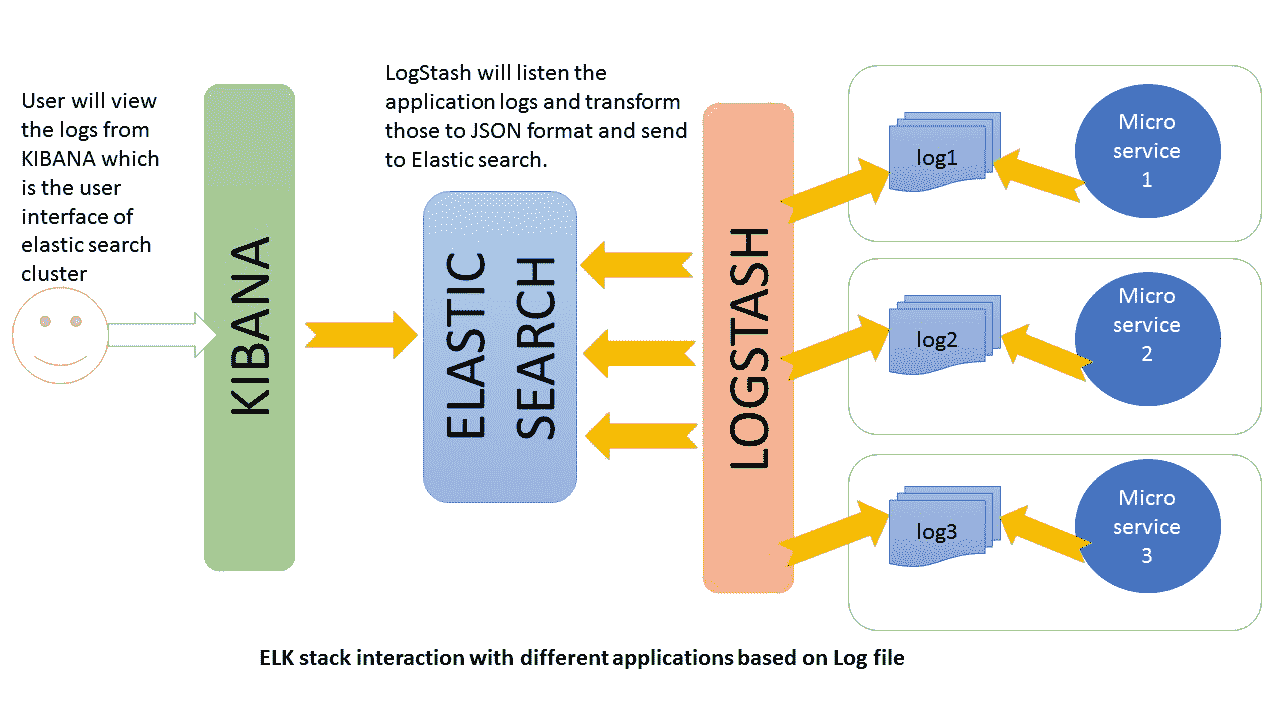 User will view
the logs from
KIBANA which
is the user
interface of
elastic search
cluster
KIBANA
LogStash will listen the
application logs and transform
those to JSON format and send
to Elastic search.
ELASTIC
SEARCH
LOGSTASH
log1
Micro
service
1
log2
Micro
service
2
log3
Micro
service
3
ELK stack interaction with different applications based on Log file